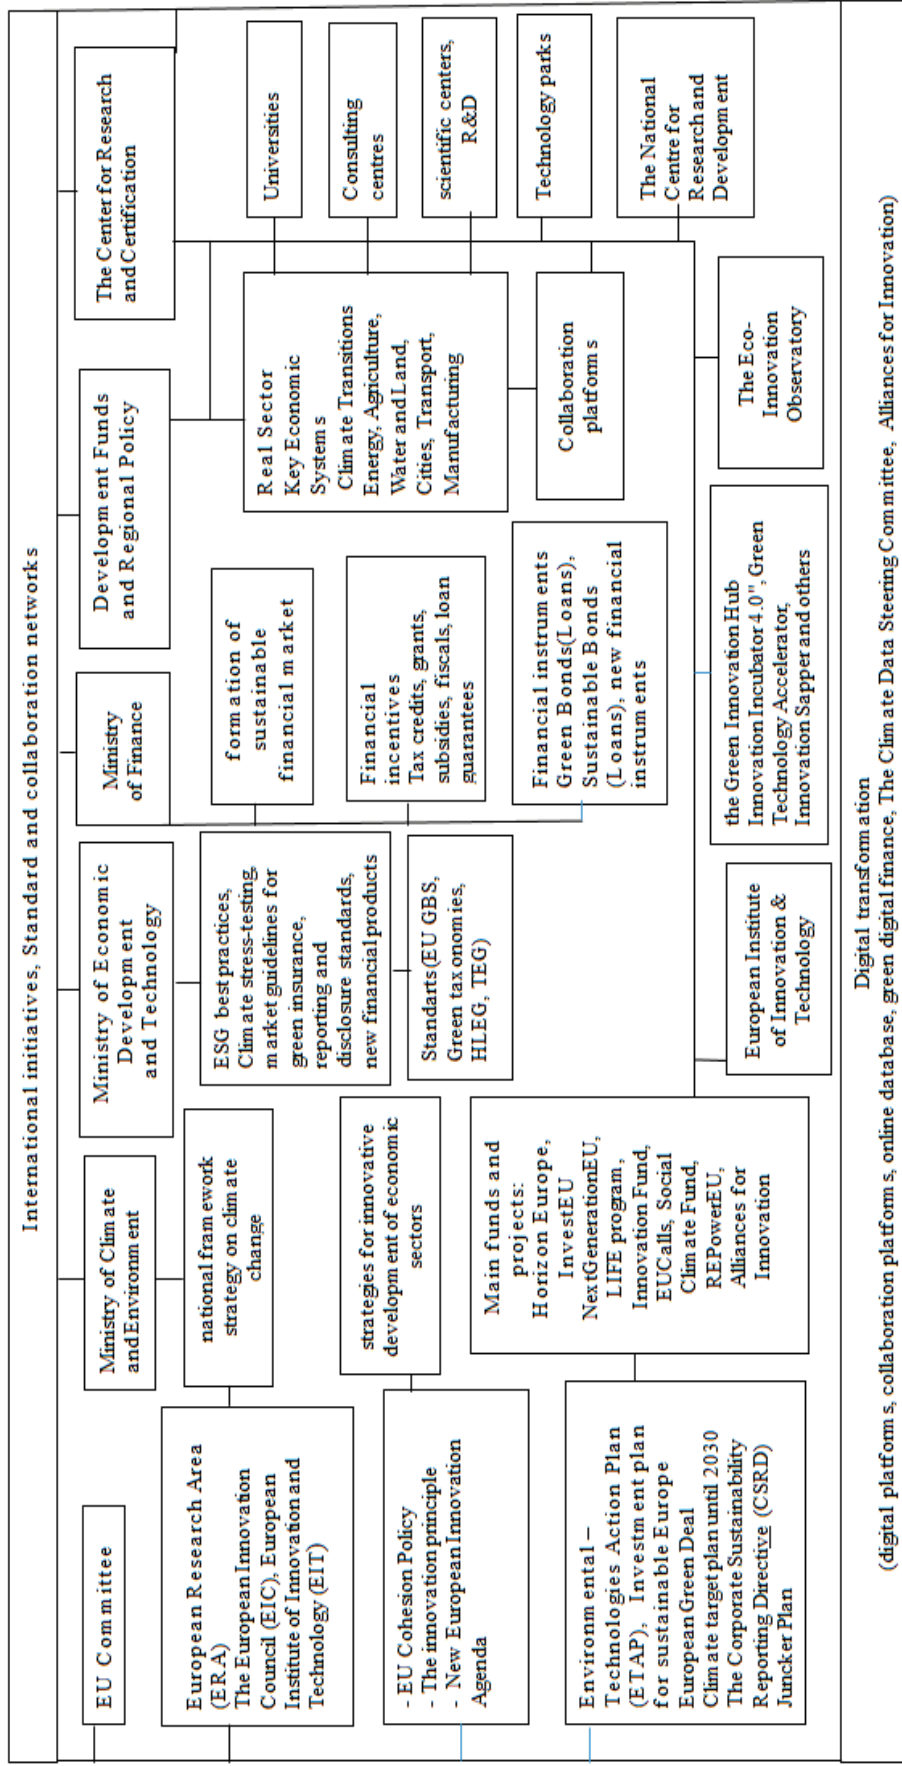 International initiatives, Standard and collaboration networks
EU Committee
Ministry of Climate
and Environment
Ministry of Economic
Development
and Technology
Ministry
of Finance
Development Funds
and Regional Policy
The Center for Research
and Certification
European Research Area
(ERA)
The European Innovation
Council (EIC), European
Institute of Innovation and
Technology (EIT)
national framework
strategy on climate
change
ESG best practices,
Climate stress-testing,
market guidelines for
green insurance,
reporting and
disclosure standards,
new financial products
formation of
sustainable
financial market
Real Sector
Key Economic
Systems
Climate Transitions
Energy, Agriculture,
Water and Land,
Cities, Transport,
Manufacturing
Universities
Consulting
centres
scientific centers,
R&D
Technology parks
The National
Centre for
Research and
Development
- EU Cohesion Policy
- The innovation principle
- New European Innovation
Agenda
strategies for innovative
development of economic
sectors
Standarts (EU GBS,
Green taxonomies,
HLEG, TEG)
Financial
incentives
Tax credits, grants,
subsidies, fiscals, loan
guarantees
Financial instruments
Green Bonds(Loans),
Sustainable Bonds
(Loans), new financial
instruments
Collaboration
platforms
Environmental –
Technologies Action Plan
(ETAP), Investment plan
for sustainable Europe
European Green Deal
Climate target plan until 2030
The Corporate Sustainability
Reporting Directive (CSRD)
Juncker Plan
Main funds and
projects:
Horizon Europe,
InvestEU
NextGenerationEU,
LIFE program,
Innovation Fund,
EUCalls, Social
Climate Fund,
REPowerEU,
Alliances for
Innovation
European Institute
of Innovation &
Technology
the Green Innovation Hub
Innovation Incubator 4.0", Green
Technology Accelerator,
Innovation Sapper and others
The Eco-
Innovation
Observatory
Digital transformation
(digital platforms, collaboration platforms, online database, green digital finance, The Climate Data Steering Committee, Alliances for Innovation)